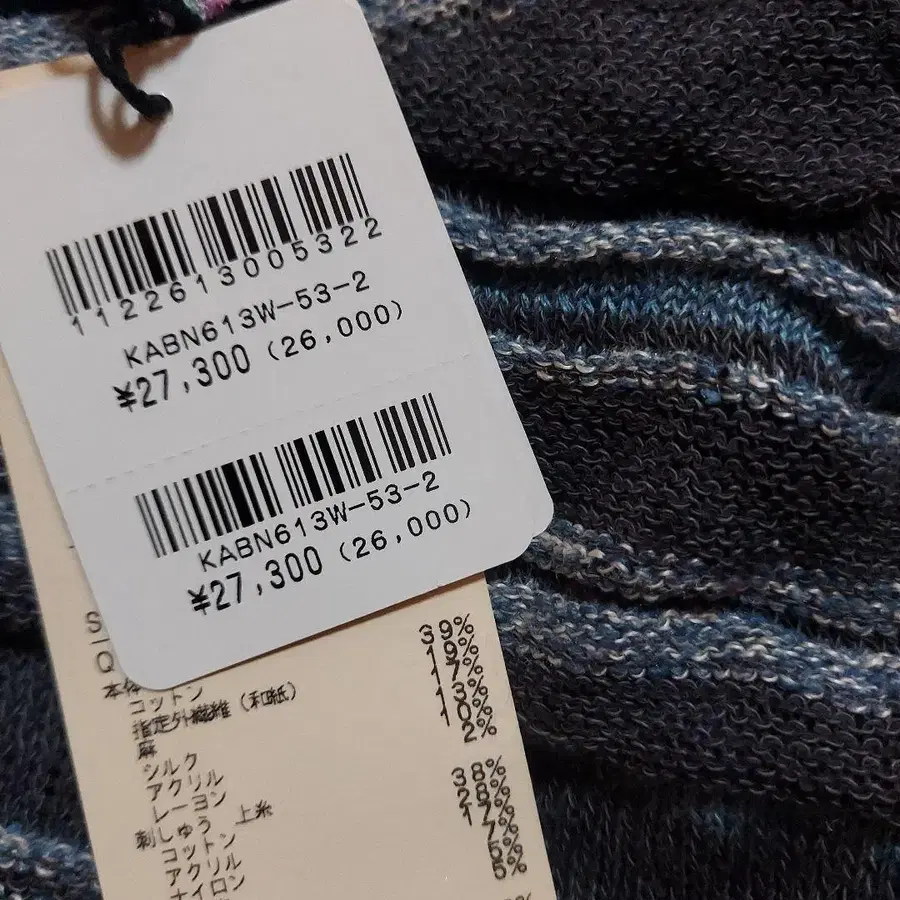 1122613005322
KABN613W-53-2
¥27,300 (26,000)
KABN613W-53-2
¥27,300 (26,000)
S
Q
本体
コットン 39%
指定外繊維(和紙) 19%
麻 17%
シルク 13%
アクリル 10%
レーヨン 2%
刺しゅう 上糸
コットン 38%
アクリル 28%
ナイロン 17%
7%
5%
5%